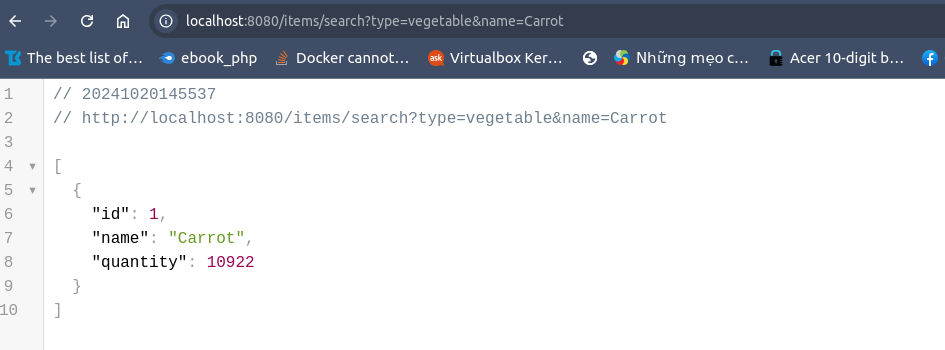 localhost:8080/items/search?type=vegetable&name=Carrot
The best list of… ebook_php Docker cannot… ask Virtualbox Ker… Những mẹo c… Acer 10-digit b…
1 // 20241020145537
2 // http://localhost:8080/items/search?type=vegetable&name=Carrot
3
4 [
5 {
6 "id": 1,
7 "name": "Carrot",
8 "quantity": 10922
9 }
10 ]